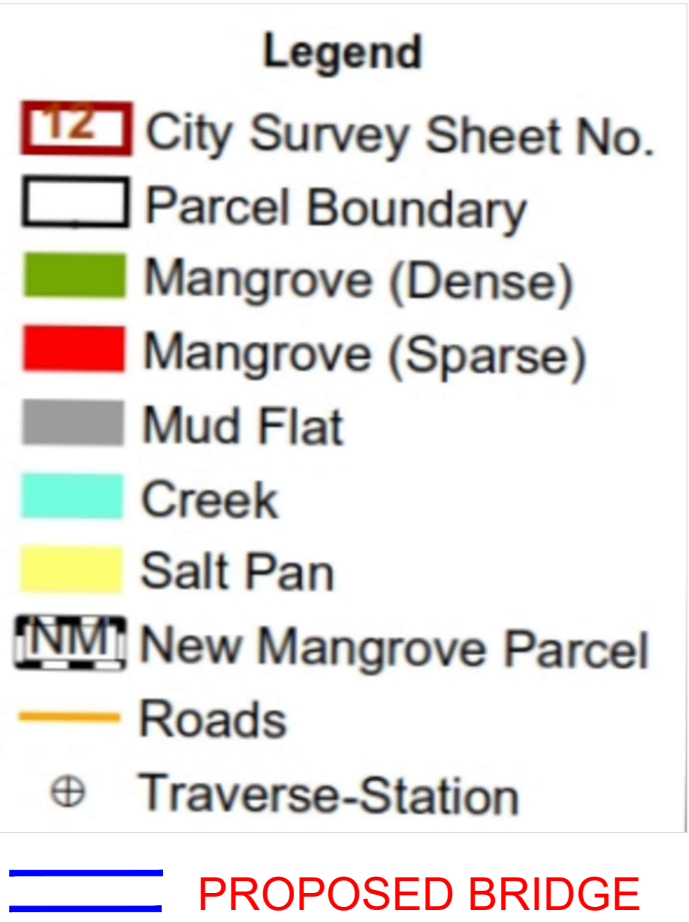 Legend
12 City Survey Sheet No.
Parcel Boundary
Mangrove (Dense)
Mangrove (Sparse)
Mud Flat
Creek
Salt Pan
NM New Mangrove Parcel
Roads
Traverse-Station
PROPOSED BRIDGE